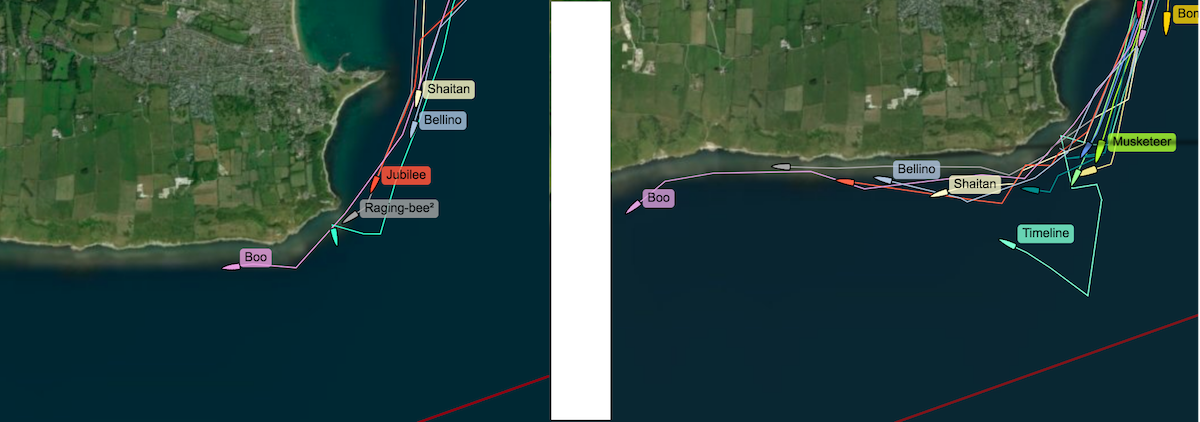 Shaitan
Bellino
Jubilee
Raging-bee²
Boo
Musketeer
Bellino
Shaitan
Boo
Timeline